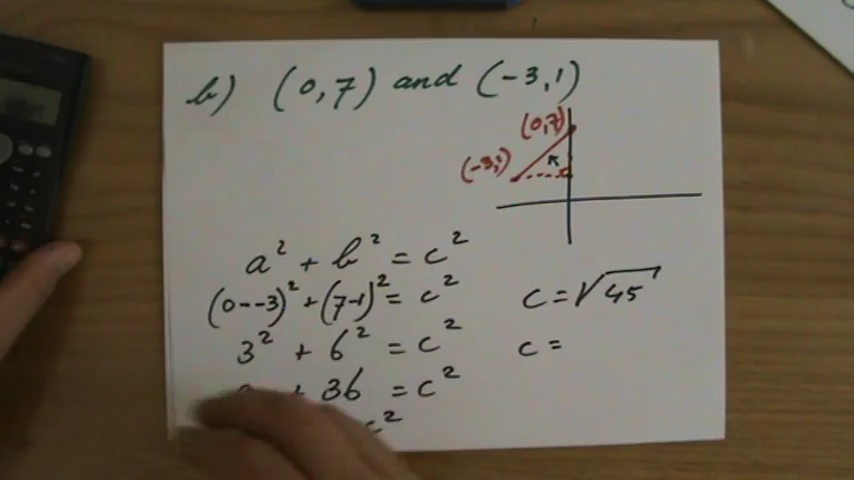 b) (0,7) and (-3,1)
(0,7)
(-3,1)
a² + b² = c²
(0--3)² + (7-1)² = c²
c = √45
3² + 6² = c²
c =
+ 36 = c²
c²